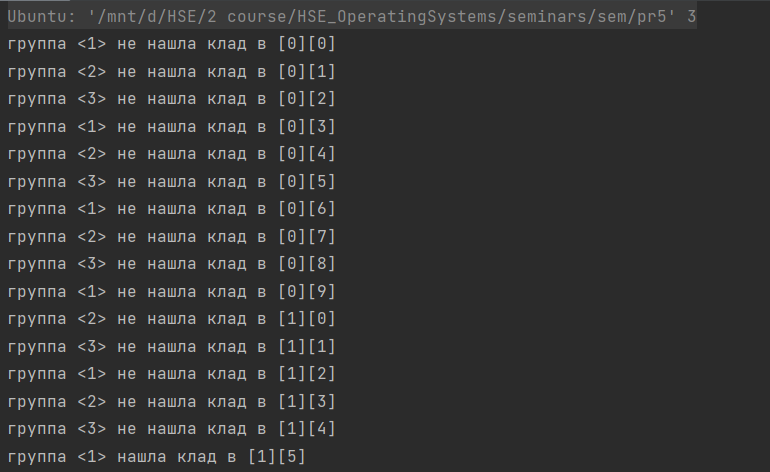 Ubuntu: '/mnt/d/HSE/2 course/HSE_OperatingSystems/seminars/sem/pr5' 3
группа <1> не нашла клад в [0][0]
группа <2> не нашла клад в [0][1]
группа <3> не нашла клад в [0][2]
группа <1> не нашла клад в [0][3]
группа <2> не нашла клад в [0][4]
группа <3> не нашла клад в [0][5]
группа <1> не нашла клад в [0][6]
группа <2> не нашла клад в [0][7]
группа <3> не нашла клад в [0][8]
группа <1> не нашла клад в [0][9]
группа <2> не нашла клад в [1][0]
группа <3> не нашла клад в [1][1]
группа <1> не нашла клад в [1][2]
группа <2> не нашла клад в [1][3]
группа <3> не нашла клад в [1][4]
группа <1> нашла клад в [1][5]